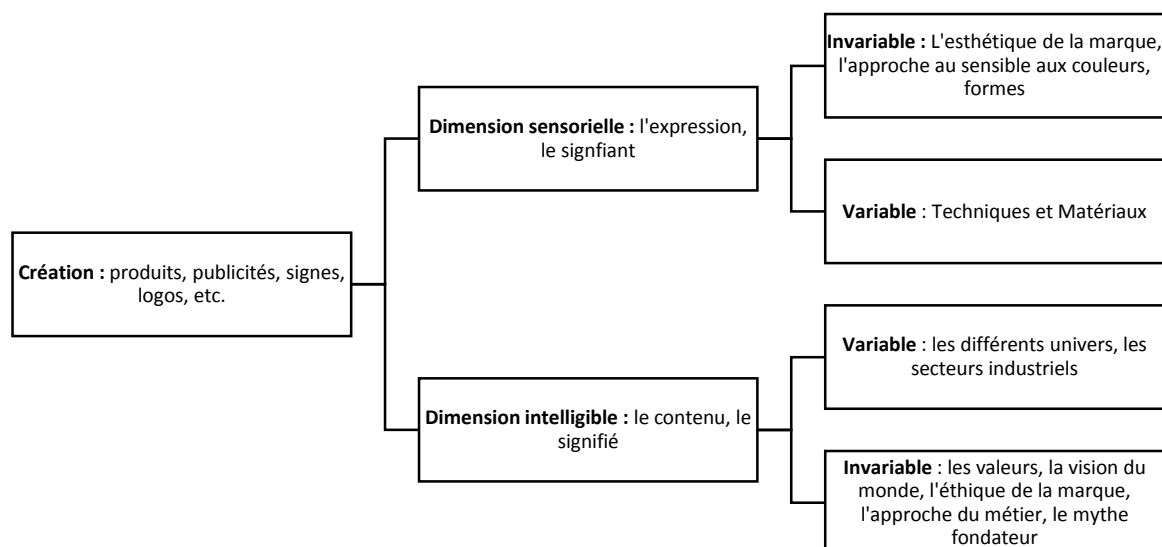 Invariable : L'esthétique de la marque,
l'approche au sensible aux couleurs,
formes
Dimension sensorielle : l'expression,
le signfiant
Variable : Techniques et Matériaux
Création : produits, publicités, signes,
logos, etc.
Variable : les différents univers, les
secteurs industriels
Dimension intelligible : le contenu, le
signifié
Invariable : les valeurs, la vision du
monde, l'éthique de la marque,
l'approche du métier, le mythe
fondateur